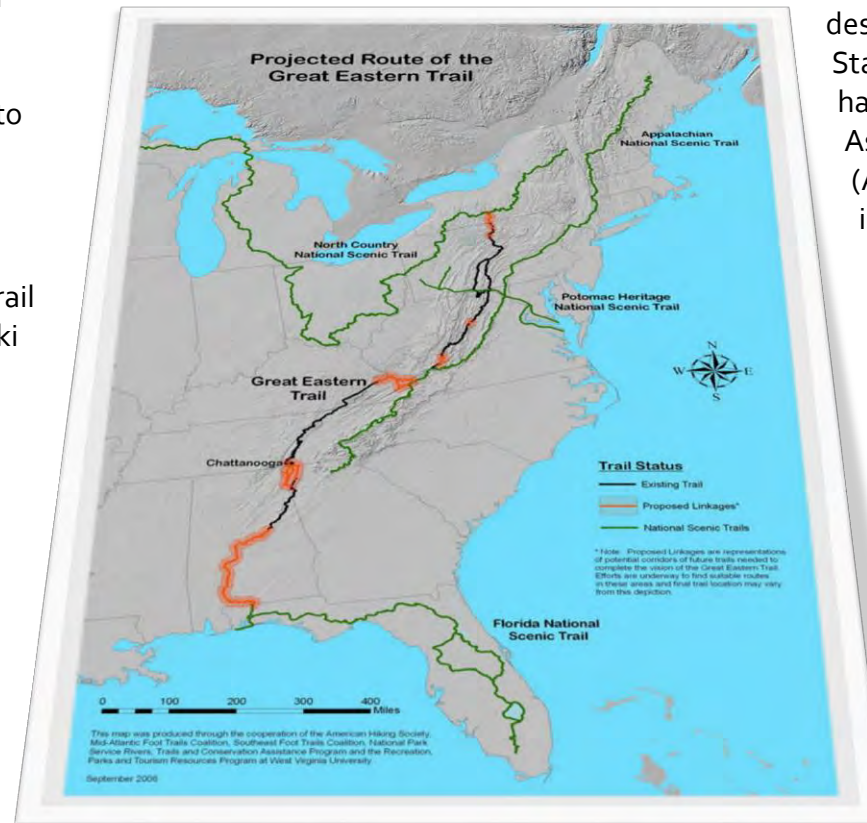 to
rail
ki
des
Sta
ha
As
(A
i
Projected Route of the
Great Eastern Trail
Appalachian
National Scenic Trail
North Country
National Scenic Trail
Potomac Heritage
National Scenic Trail
N
W
E
S
Great Eastern
Trail
Chattanooga
Trail Status
Existing Trail
Proposed Linkages*
National Scenic Trails
* Note: Proposed Linkages are representations
of potential corridors of future trails needed to
complete the vision of the Great Eastern Trail.
Efforts are underway to find suitable routes
in these areas and final trail location may vary
from this depiction.
Florida National
Scenic Trail
0 100 200 300 400
Miles
This map was produced through the cooperation of the American Hiking Society,
Mid-Atlantic Foot Trails Coalition, Southeast Foot Trails Coalition, National Park
Service Rivers, Trails and Conservation Assistance Program and the Recreation,
Parks and Tourism Resources Program at West Virginia University.
September 2006